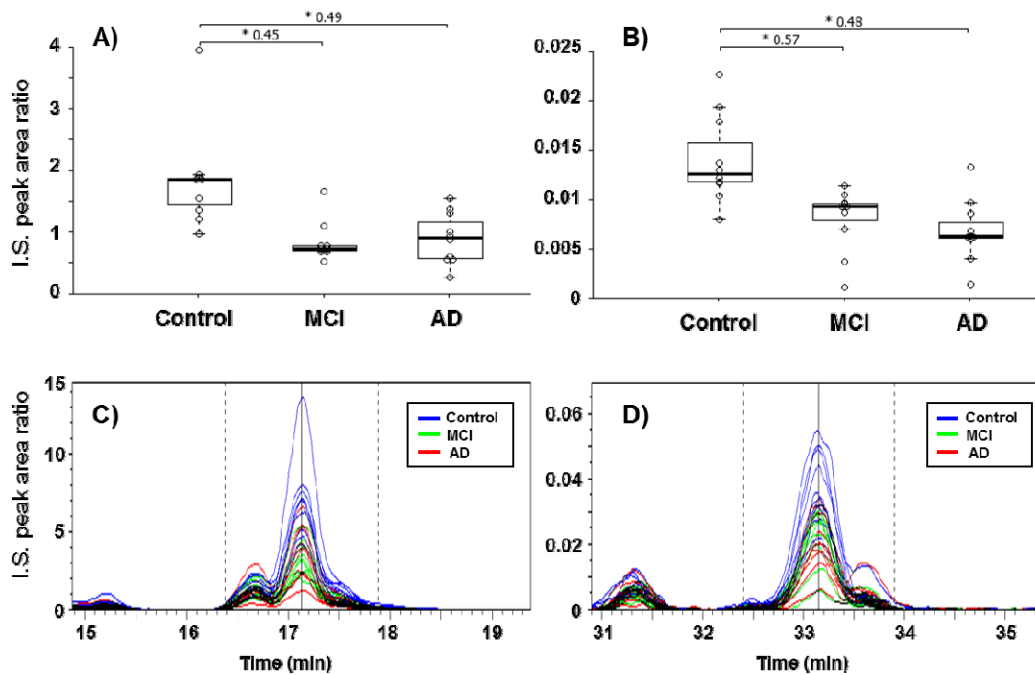 A)
* 0.49
* 0.45
I.S. peak area ratio
4
3
2
1
0
Control MCI AD
B)
* 0.48
* 0.57
0.025
0.02
0.015
0.01
0.005
0
Control MCI AD
C)
I.S. peak area ratio
15
10
5
0
Control
MCI
AD
15 16 17 18 19
Time (min)
D)
0.06
0.04
0.02
0
Control
MCI
AD
31 32 33 34 35
Time (min)